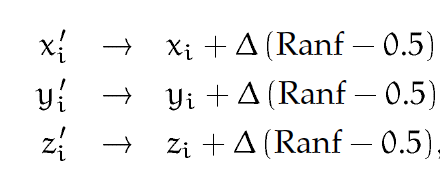 x′ᵢ → xᵢ + Δ (Ranf − 0.5)
y′ᵢ → yᵢ + Δ (Ranf − 0.5)
z′ᵢ → zᵢ + Δ (Ranf − 0.5),